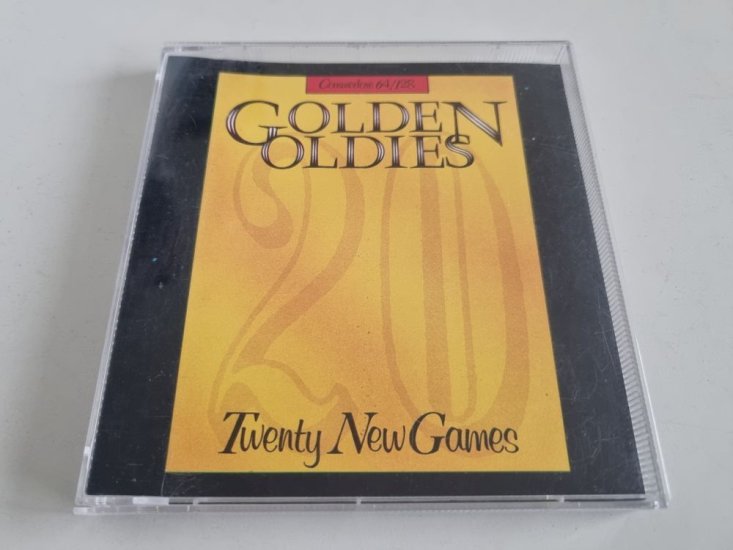 Commodore 64/128
GOLDEN
OLDIES
20
Twenty New Games